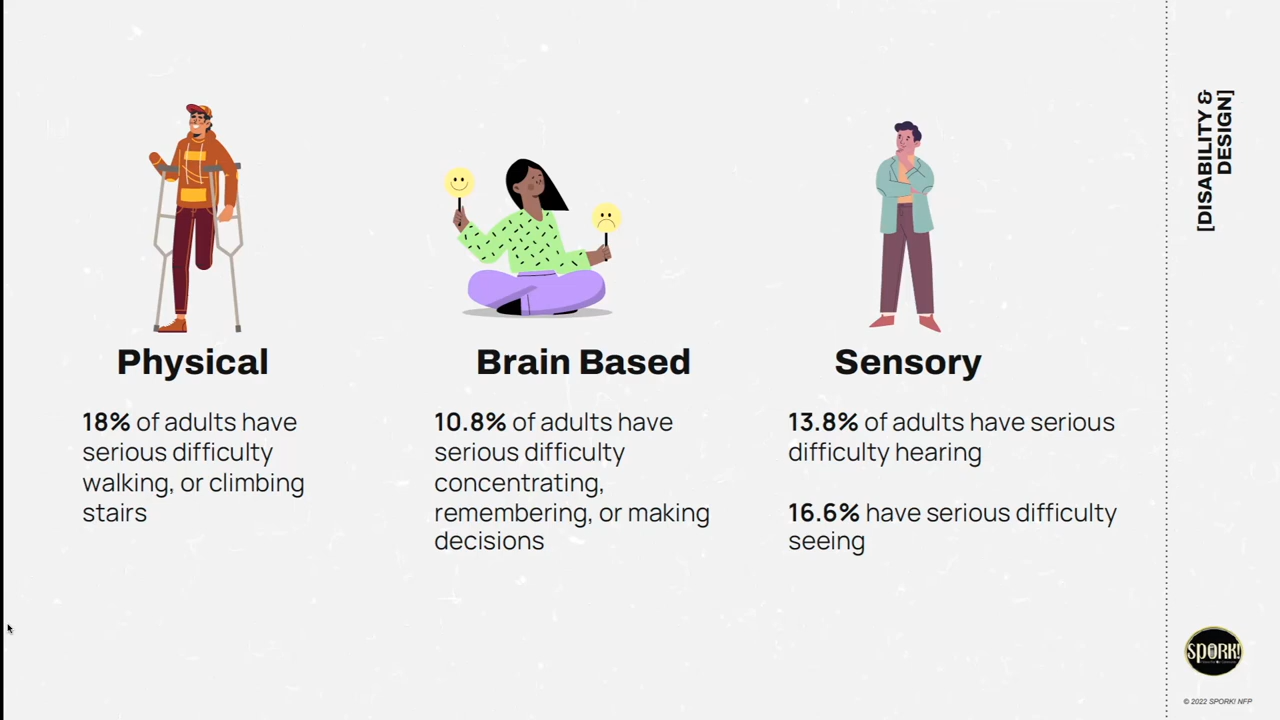 Physical
18% of adults have
serious difficulty
walking, or climbing
stairs
Brain Based
10.8% of adults have
serious difficulty
concentrating,
remembering, or making
decisions
Sensory
13.8% of adults have serious
difficulty hearing
16.6% have serious difficulty
seeing
[DISABILITY &
DESIGN]
SPORK!
© 2022 SPORK! NFP